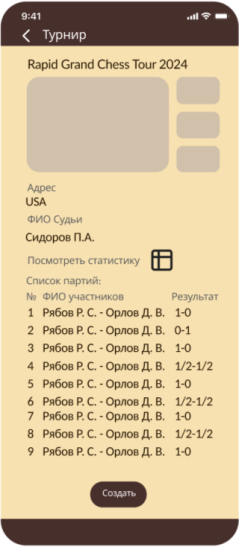 9:41
Турнир
Rapid Grand Chess Tour 2024
Адрес
USA
ФИО Судьи
Сидоров П.А.
Посмотреть статистику
Список партий:
№ ФИО участников Результат
1 Рябов Р. С. - Орлов Д. В. 1-0
2 Рябов Р. С. - Орлов Д. В. 0-1
3 Рябов Р. С. - Орлов Д. В. 1-0
4 Рябов Р. С. - Орлов Д. В. 1/2-1/2
5 Рябов Р. С. - Орлов Д. В. 1-0
6 Рябов Р. С. - Орлов Д. В. 1/2-1/2
7 Рябов Р. С. - Орлов Д. В. 1-0
8 Рябов Р. С. - Орлов Д. В. 1/2-1/2
9 Рябов Р. С. - Орлов Д. В. 1-0
Создать